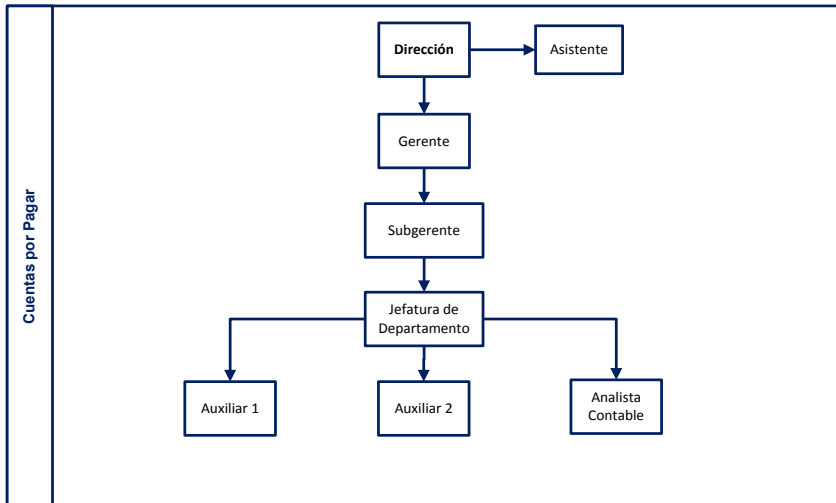 Cuentas por Pagar
Dirección
Asistente
Gerente
Subgerente
Jefatura de
Departamento
Auxiliar 1
Auxiliar 2
Analista
Contable